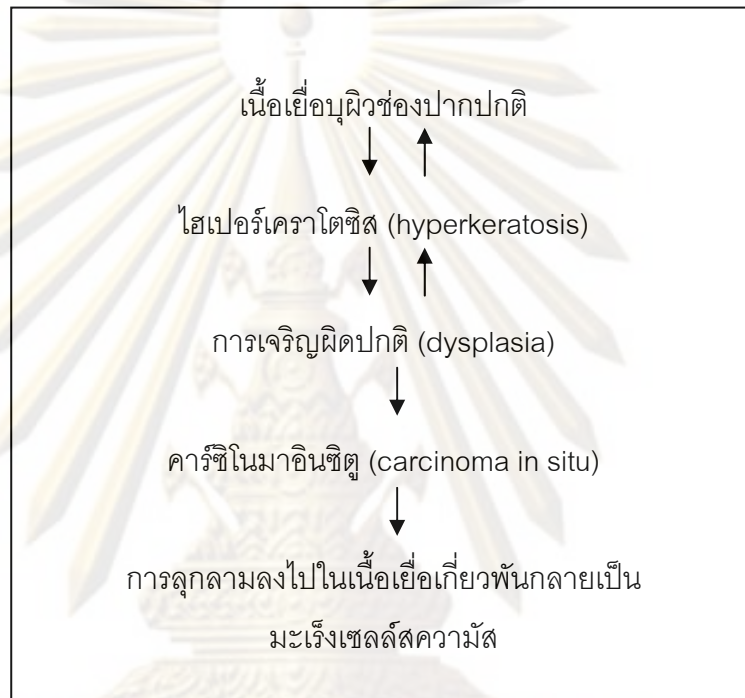 เนื้อเยื่อบุผิวช่องปากปกติ
ไฮเปอร์เคราโตซิส (hyperkeratosis)
การเจริญผิดปกติ (dysplasia)
คาร์ซิโนมาอินซิตู (carcinoma in situ)
การลุกลามลงไปในเนื้อเยื่อเกี่ยวพันกลายเป็น
มะเร็งเซลล์สความัส